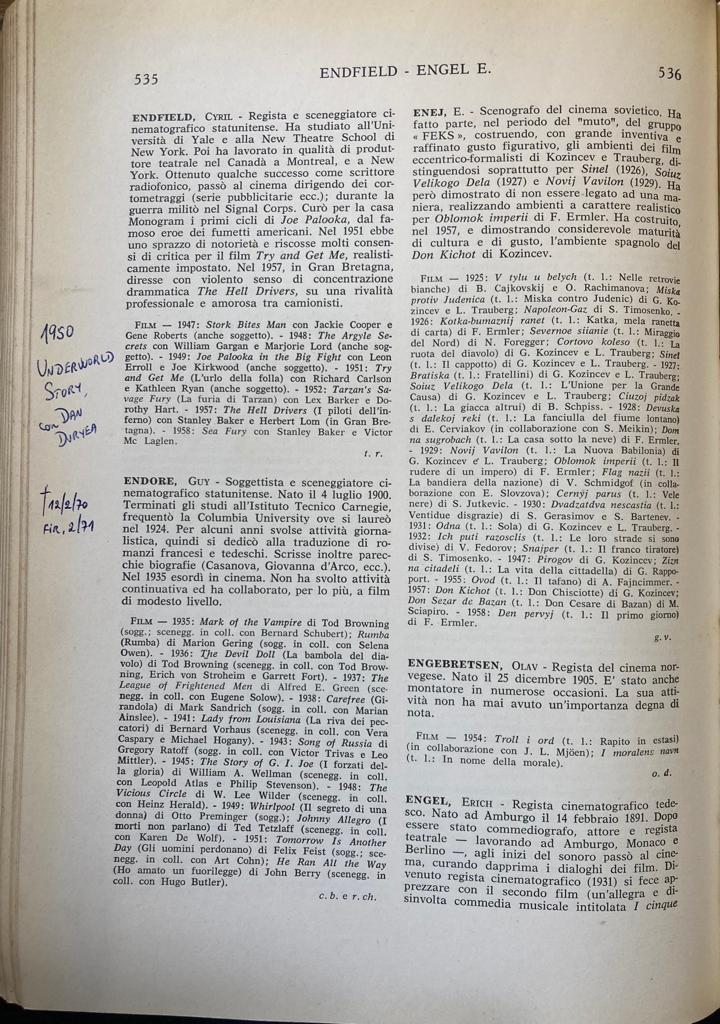 535
ENDFIELD - ENGEL E.
536
ENDFIELD, CYRIL - Regista e sceneggiatore ci-
nematografico statunitense. Ha studiato all'Uni-
versità di Yale e alla New Theatre School di
New York. Poi ha lavorato in qualità di produt-
tore teatrale nel Canadà a Montreal, e a New
York. Ottenuto qualche successo come scrittore
radiofonico, passò al cinema dirigendo dei cor-
tometraggi (serie pubblicitarie ecc.); durante la
guerra militò nel Signal Corps. Curò per la casa
Monogram i primi cicli di Joe Palooka, dal fa-
moso eroe dei fumetti americani. Nel 1951 ebbe
uno sprazzo di notorietà e riscosse molti consen-
si di critica per il film Try and Get Me, realisti-
camente impostato. Nel 1957, in Gran Bretagna,
diresse con violento senso di concentrazione
drammatica The Hell Drivers, su una rivalità
professionale e amorosa tra camionisti.
FILM — 1947: Stork Bites Man con Jackie Cooper e
Gene Roberts (anche sogetto). - 1948: The Argyle Se-
crets con William Gargan e Marjorie Lord (anche sog-
getto). - 1949: Joe Palooka in the Big Fight con Leon
Erroll e Joe Kirkwood (anche soggetto). - 1951: Try
and Get Me (L'urlo della folla) con Richard Carlson
e Kathleen Ryan (anche soggetto). - 1952: Tarzan's Sa-
vage Fury (La furia di Tarzan) con Lex Barker e Do-
rothy Hart. - 1957: The Hell Drivers (I piloti dell'in-
ferno) con Stanley Baker e Herbert Lom (in Gran Bre-
tagna). - 1958: Sea Fury con Stanley Baker e Victor
Mc Laglen.
t. r.
1950
UNDERWORLD
STORY,
con DAN
DURYEA
†12/2/70
FIR, 2/71
ENDORE, GUY - Soggettista e sceneggiatore ci-
nematografico statunitense. Nato il 4 luglio 1900.
Terminati gli studi all'Istituto Tecnico Carnegie,
frequentò la Columbia University ove si laureò
nel 1924. Per alcuni anni svolse attività giorna-
listica, quindi si dedicò alla traduzione di ro-
manzi francesi e tedeschi. Scrisse inoltre parec-
chie biografie (Casanova, Giovanna d'Arco, ecc.).
Nel 1935 esordì in cinema. Non ha svolto attività
continuativa ed ha collaborato, per lo più, a film
di modesto livello.
FILM — 1935: Mark of the Vampire di Tod Browning
(sogg.; scenegg. in coll. con Bernard Schubert); Rumba
(Rumba) di Marion Gering (sogg. in coll. con Selena
Owen). - 1936: The Devil Doll (La bambola del dia-
volo) di Tod Browning (scenegg. in coll. con Tod Brow-
ning, Erich von Stroheim e Garrett Fort). - 1937: The
League of Frightened Men di Alfred E. Green (sce-
negg. in coll. con Eugene Solow). - 1938: Carefree (Gi-
randola) di Mark Sandrich (sogg. in coll. con Marian
Ainslee). - 1941: Lady from Louisiana (La riva dei pec-
catori) di Bernard Vorhaus (scenegg. in coll. con Vera
Caspary e Michael Hogany). - 1943: Song of Russia di
Gregory Ratoff (sogg. in coll. con Victor Trivas e Leo
Mittler). - 1945: The Story of G. I. Joe (I forzati del-
la gloria) di William A. Wellman (scenegg. in coll.
con Leopold Atlas e Philip Stevenson). - 1948: The
Vicious Circle di W. Lee Wilder (scenegg. in coll.
con Heinz Herald). - 1949: Whirlpool (Il segreto di una
donna) di Otto Preminger (sogg.); Johnny Allegro (I
morti non parlano) di Tad Tetzlaff (scenegg. in coll.
con Karen De Wolf). - 1951: Tomorrow Is Another
Day (Gli uomini perdonano) di Felix Feist (sogg.; sce-
negg. in coll. con Art Cohn); He Ran All the Way
(Ho amato un fuorilegge) di John Berry (scenegg. in
coll. con Hugo Butler).
c. b. e r. ch.
ENEJ, E. - Scenografo del cinema sovietico. Ha
fatto parte, nel periodo del "muto", del gruppo
« FEKS », costruendo, con grande inventiva e
raffinato gusto figurativo, gli ambienti dei film
eccentrico-formalisti di Kozincev e Trauberg, di-
stinguendosi soprattutto per Sinel (1926), Soiuz
Velikogo Dela (1927) e Novij Vavilon (1929). Ha
però dimostrato di non essere legato ad una ma-
niera, realizzando ambienti a carattere realistico
per Oblomok imperii di F. Ermler. Ha costruito,
nel 1957, e dimostrando considerevole maturità
di cultura e di gusto, l'ambiente spagnolo del
Don Kichot di Kozincev.
FILM — 1925: V tylu u belych (t. l.: Nelle retrovie
bianche) di B. Cajkovskij e O. Rachimanova; Miska
protiv Judenica (t. l.: Miska contro Judenic) di G. Ko-
zincev e L. Trauberg; Napoleon-Gaz di S. Timosenko. -
1926: Kotka-bumaznij ranet (t. l.: Katka, mela ranetta
di carta) di F. Ermler; Severnoe siianie (t. l.: Miraggio
del Nord) di N. Foregger; Cortovo koleso (t. l.: La
ruota del diavolo) di G. Kozincev e L. Trauberg; Sinel
(t. l.: Il cappotto) di G. Kozincev e L. Trauberg. - 1927:
Bratiska (t. l.: Fratellini) di G. Kozincev e L. Trauberg;
Soiuz Velikogo Dela (t. l.: L'Unione per la Grande
Causa) di G. Kozincev e L. Trauberg; Ciuzoj pidzak
(t. l.: La giacca altrui) di B. Schpiss. - 1928: Devuska
s dalekoj reki (t. l.: La fanciulla del fiume lontano)
di E. Cerviakov (in collaborazione con S. Meikin); Dom
na sugrobach (t. l.: La casa sotto la neve) di F. Ermler.
- 1929: Novij Vavilon (t. l.: La Nuova Babilonia) di
G. Kozincev e L. Trauberg; Oblomok imperii (t. l.: Il
rudere di un impero) di F. Ermler; Flag nazii (t. l.:
La bandiera della nazione) di V. Schmidgof (in colla-
borazione con E. Slovzova); Cernyj parus (t. l.: Vele
nere) di S. Jutkevic. - 1930: Dvadzatdva nescastia (t. l.:
Ventidue disgrazie) di S. Gerasimov e S. Bartenev. -
1931: Odna (t. l.: Sola) di G. Kozincev e L. Trauberg. -
1932: Ich puti razosclis (t. l.: Le loro strade si sono
divise) di V. Fedorov; Snajper (t. l.: Il franco tiratore)
di S. Timosenko. - 1947: Pirogov di G. Kozincev; Zizn
na citadeli (t. l.: La vita della cittadella) di G. Rappo-
port. - 1955: Ovod (t. l.: Il tafano) di A. Fajncimmer. -
1957: Don Kichot (t. l.: Don Chisciotte) di G. Kozincev;
Don Sezar de Bazan (t. l.: Don Cesare di Bazan) di M.
Sciapiro. - 1958: Den pervyj (t. l.: Il primo giorno)
di F. Ermler.
g. v.
ENGEBRETSEN, OLAV - Regista del cinema nor-
vegese. Nato il 25 dicembre 1905. E' stato anche
montatore in numerose occasioni. La sua atti-
vità non ha mai avuto un'importanza degna di
nota.
FILM — 1954: Troll i ord (t. l.: Rapito in estasi)
(in collaborazione con J. L. Mjöen); I moralens navn
(t. l.: In nome della morale).
o. d.
ENGEL, ERICH - Regista cinematografico tede-
sco. Nato ad Amburgo il 14 febbraio 1891. Dopo
essere stato commediografo, attore e regista
teatrale — lavorando ad Amburgo, Monaco e
Berlino —, agli inizi del sonoro passò al cine-
ma, curando dapprima i dialoghi dei film. Di-
venuto regista cinematografico (1931) si fece ap-
prezzare con il secondo film (un'allegra e di-
sinvolta commedia musicale intitolata I cinque